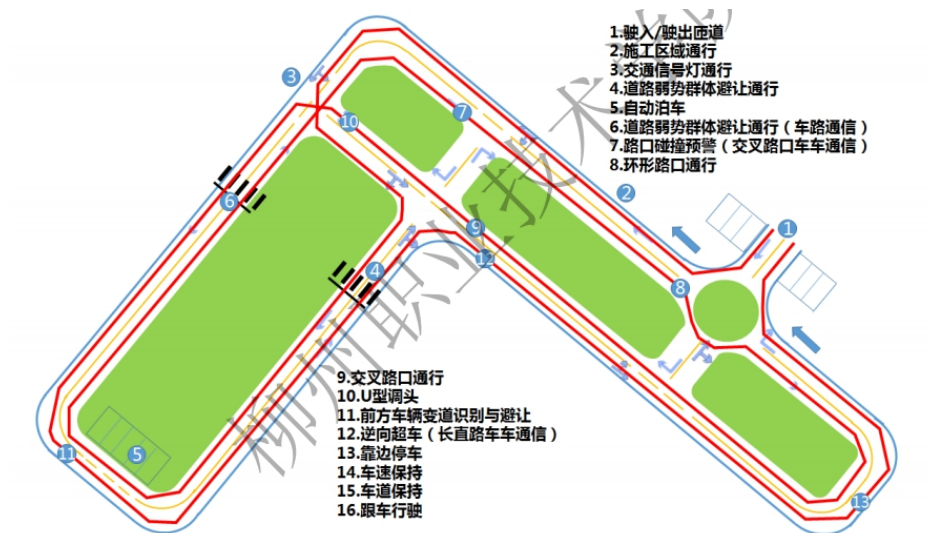 1.驶入/驶出匝道
2.施工区域通行
3.交通信号灯通行
4.道路弱势群体避让通行
5.自动泊车
6.道路弱势群体避让通行（车路通信）
7.路口碰撞预警（交叉路口车车通信）
8.环形路口通行
3
7
10
2
6
9
1
12
4
8
9.交叉路口通行
10.U型调头
11.前方车辆变道识别与避让
12.逆向超车（长直路车车通信）
13.靠边停车
14.车速保持
15.车道保持
16.跟车行驶
11
5
13
柳州职业技术